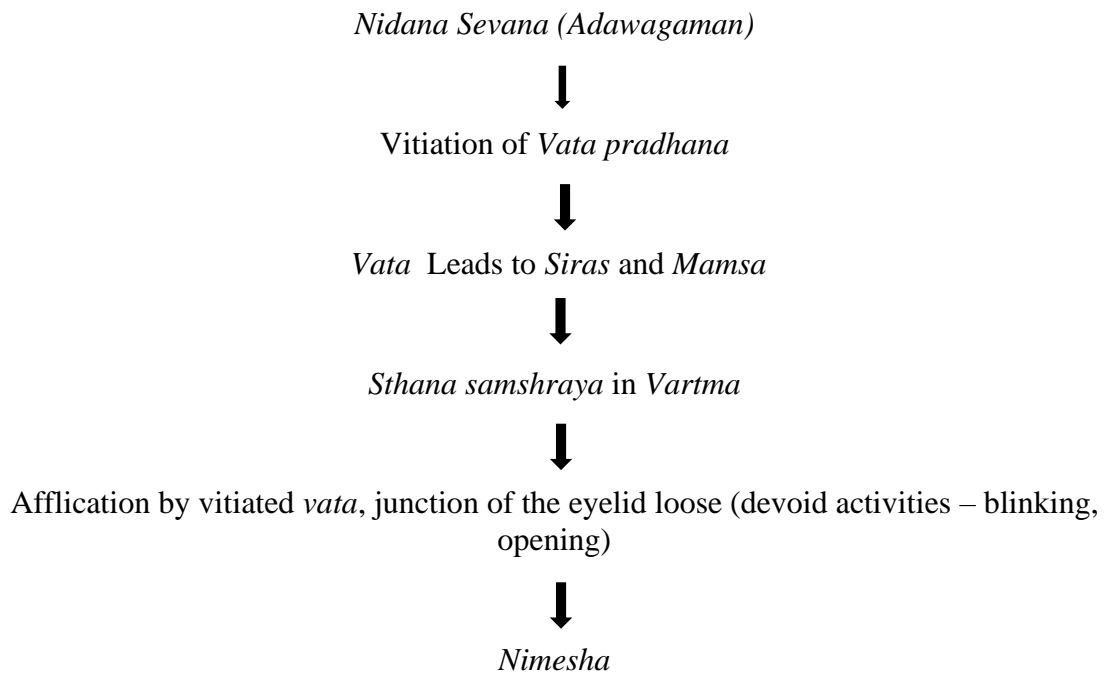 Nidana Sevana (Adawagaman)
Vitiation of Vata pradhana
Vata Leads to Siras and Mamsa
Sthana samshraya in Vartma
Afflication by vitiated vata, junction of the eyelid loose (devoid activities – blinking,
opening)
Nimesha